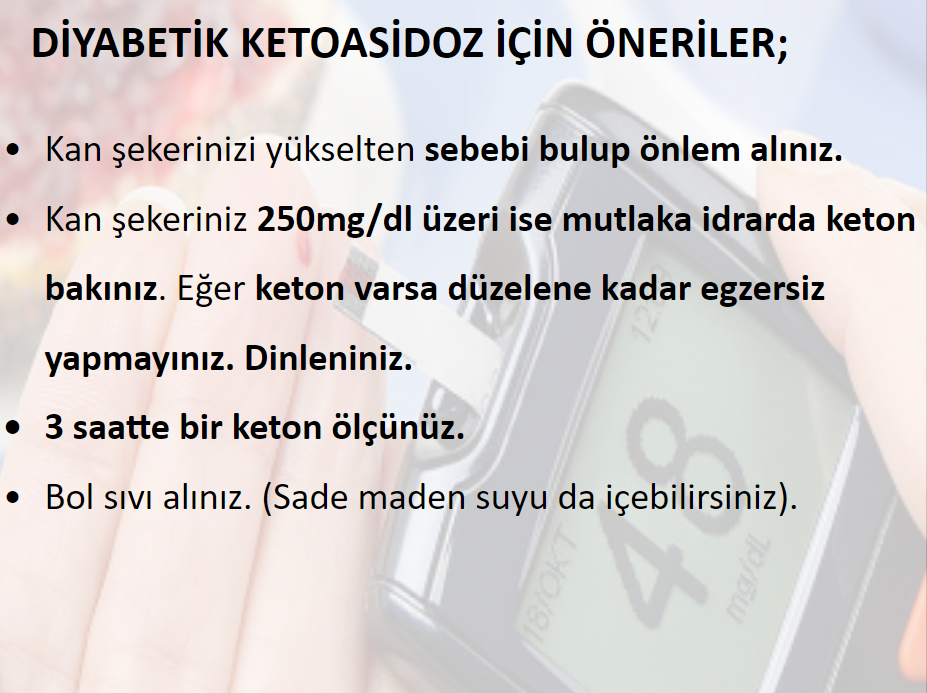 DİYABETİK KETOASİDOZ İÇİN ÖNERİLER;
• Kan şekerinizi yükselten sebebi bulup önlem alınız.
• Kan şekeriniz 250mg/dl üzeri ise mutlaka idrarda keton
bakınız. Eğer keton varsa düzelene kadar egzersiz
yapmayınız. Dinleniniz.
• 3 saatte bir keton ölçünüz.
• Bol sıvı alınız. (Sade maden suyu da içebilirsiniz).
48
mg/dL
18/OKT